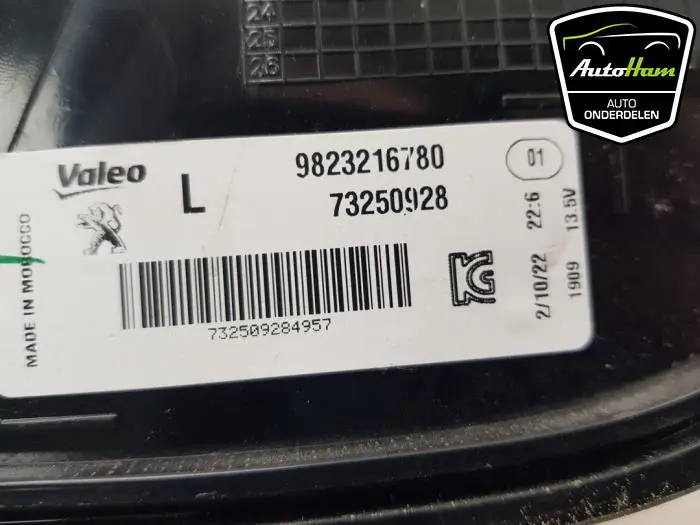 24
25
26
AutoHam
AUTO
ONDERDELEN
Valeo
L
9823216780
73250928
01
MADE IN MOROCCO
732509284957
KC
2/10/22 22:6
1909 13.5V